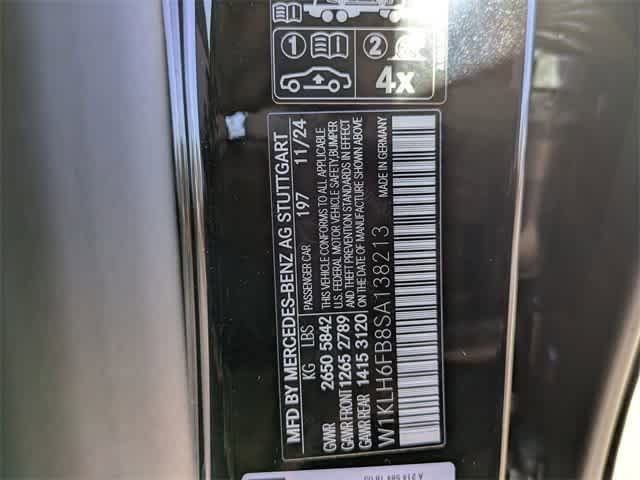 1 2
4x
MFD BY MERCEDES-BENZ AG STUTTGART
PASSENGER CAR 197 11/24
KG LBS
GVWR 2650 5842
GAWR FRONT 1265 2789
GAWR REAR 1415 3120
THIS VEHICLE CONFORMS TO ALL APPLICABLE
U.S. FEDERAL MOTOR VEHICLE SAFETY, BUMPER
AND THEFT PREVENTION STANDARDS IN EFFECT
ON THE DATE OF MANUFACTURE SHOWN ABOVE
MADE IN GERMANY
W1KLH6FB8SA138213